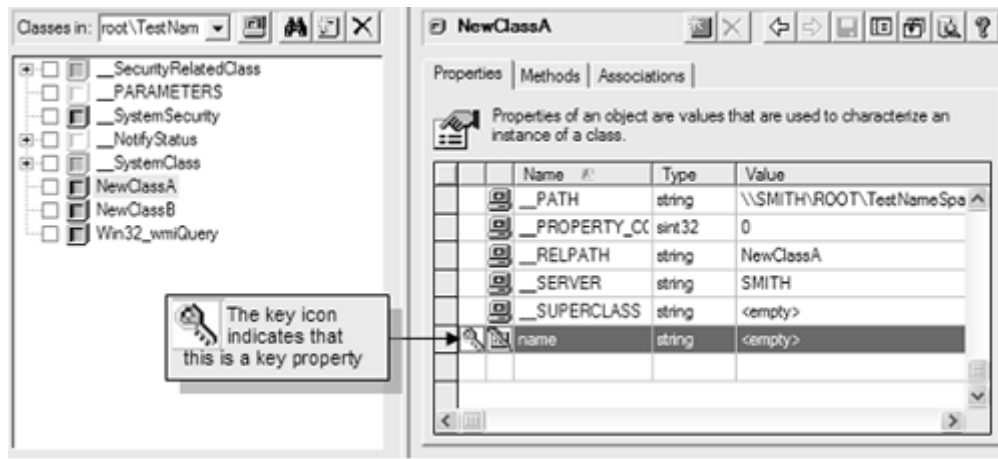 Classes in: root\TestNam
__SecurityRelatedClass
__PARAMETERS
__SystemSecurity
__NotifyStatus
__SystemClass
NewClassA
NewClassB
Win32_wmiQuery
The key icon
indicates that
this is a key property
NewClassA
Properties Methods Associations
Properties of an object are values that are used to characterize an
instance of a class.
Name Type Value
__PATH string \\SMITH\ROOT\TestNameSpa
__PROPERTY_CC sint32 0
__RELPATH string NewClassA
__SERVER string SMITH
__SUPERCLASS string <empty>
name string <empty>